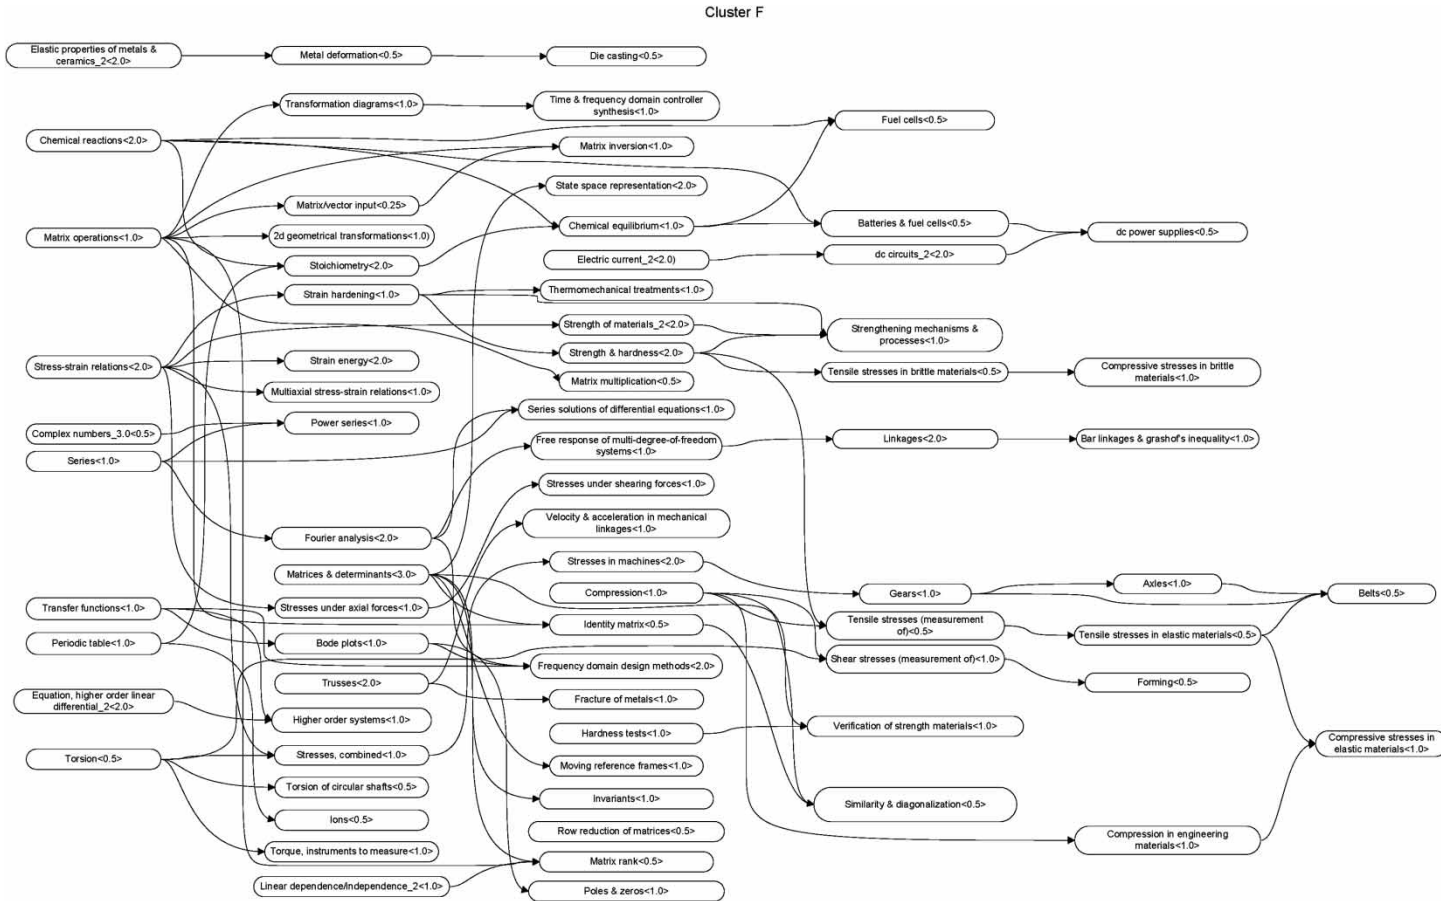 Cluster F
Elastic properties of metals &
ceramics_2<2.0>
Metal deformation<0.5>
Die casting<0.5>
Transformation diagrams<1.0>
Time & frequency domain controller
synthesis<1.0>
Fuel cells<0.5>
Chemical reactions<2.0>
Matrix inversion<1.0>
State space representation<2.0>
Matrix/vector input<0.25>
Chemical equilibrium<1.0>
Batteries & fuel cells<0.5>
dc power supplies<0.5>
Matrix operations<1.0>
2d geometrical transformations<1.0)
Stoichiometry<2.0>
Electric current_2<2.0)
dc circuits_2<2.0>
Strain hardening<1.0>
Thermomechanical treatments<1.0>
Strength of materials_2<2.0>
Strengthening mechanisms &
processes<1.0>
Stress-strain relations<2.0>
Strain energy<2.0>
Strength & hardness<2.0>
Tensile stresses in brittle materials<0.5>
Compressive stresses in brittle
materials<1.0>
Multiaxial stress-strain relations<1.0>
Matrix multiplication<0.5>
Series solutions of differential equations<1.0>
Complex numbers_3.0<0.5>
Power series<1.0>
Free response of multi-degree-of-freedom
systems<1.0>
Linkages<2.0>
Bar linkages & grashof's inequality<1.0>
Series<1.0>
Stresses under shearing forces<1.0>
Velocity & acceleration in mechanical
linkages<1.0>
Fourier analysis<2.0>
Stresses in machines<2.0>
Matrices & determinants<3.0>
Compression<1.0>
Gears<1.0>
Axles<1.0>
Belts<0.5>
Transfer functions<1.0>
Stresses under axial forces<1.0>
Identity matrix<0.5>
Tensile stresses (measurement
of)<0.5>
Tensile stresses in elastic materials<0.5>
Periodic table<1.0>
Bode plots<1.0>
Frequency domain design methods<2.0>
Shear stresses (measurement of)<1.0>
Forming<0.5>
Trusses<2.0>
Fracture of metals<1.0>
Equation, higher order linear
differential_2<2.0>
Higher order systems<1.0>
Hardness tests<1.0>
Verification of strength materials<1.0>
Compressive stresses in
elastic materials<1.0>
Torsion<0.5>
Stresses, combined<1.0>
Moving reference frames<1.0>
Torsion of circular shafts<0.5>
Invariants<1.0>
Similarity & diagonalization<0.5>
Ions<0.5>
Row reduction of matrices<0.5>
Compression in engineering
materials<1.0>
Torque, instruments to measure<1.0>
Matrix rank<0.5>
Linear dependence/independence_2<1.0>
Poles & zeros<1.0>